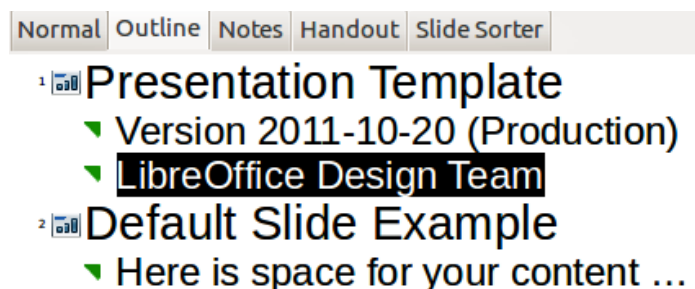 Normal Outline Notes Handout Slide Sorter
1 Presentation Template
Version 2011-10-20 (Production)
LibreOffice Design Team
2 Default Slide Example
Here is space for your content ...